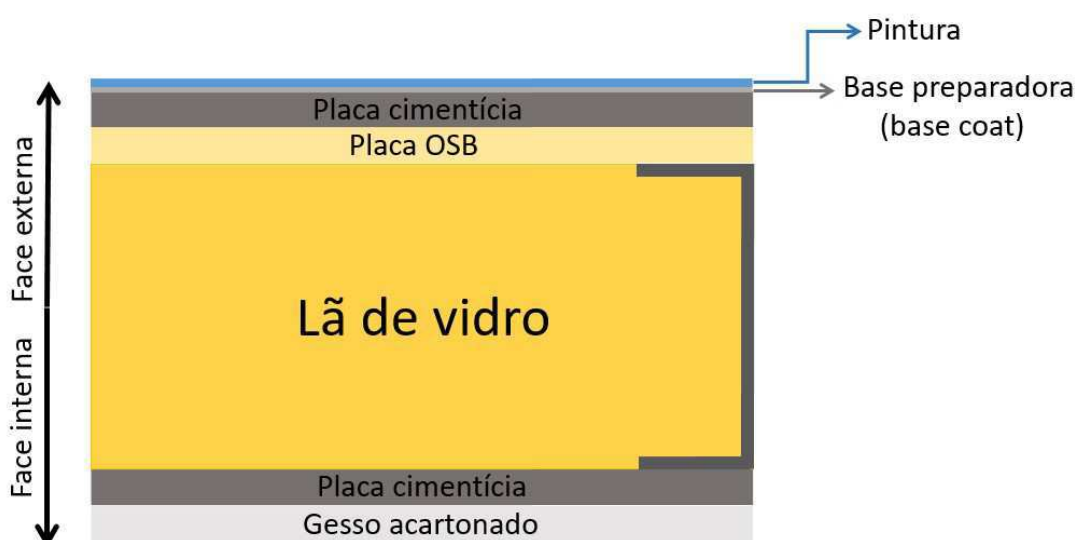 Pintura
Base preparadora
(base coat)
Placa cimentícia
Placa OSB
Face externa
Lã de vidro
Face interna
Placa cimentícia
Gesso acartonado